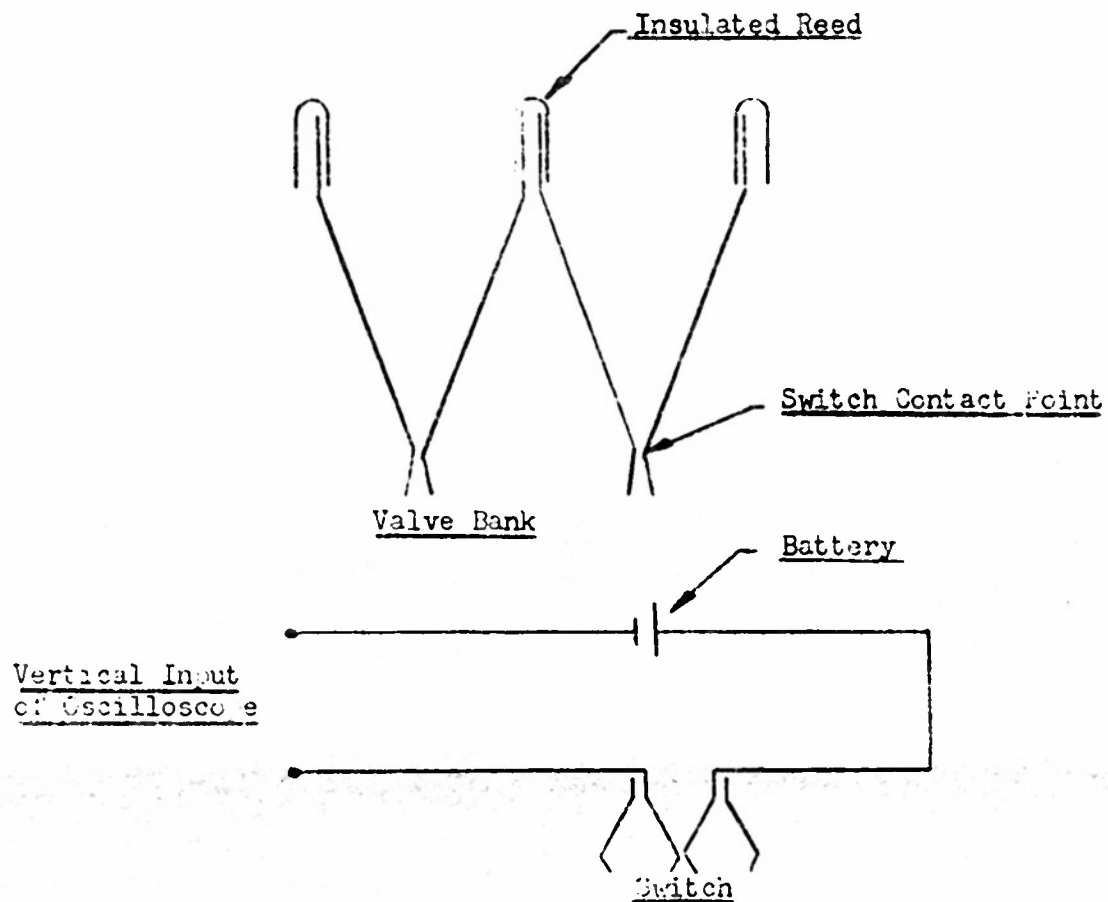 Insulated Reed
Switch Contact Point
Valve Bank
Battery
Vertical Input
of Oscilloscope
Switch